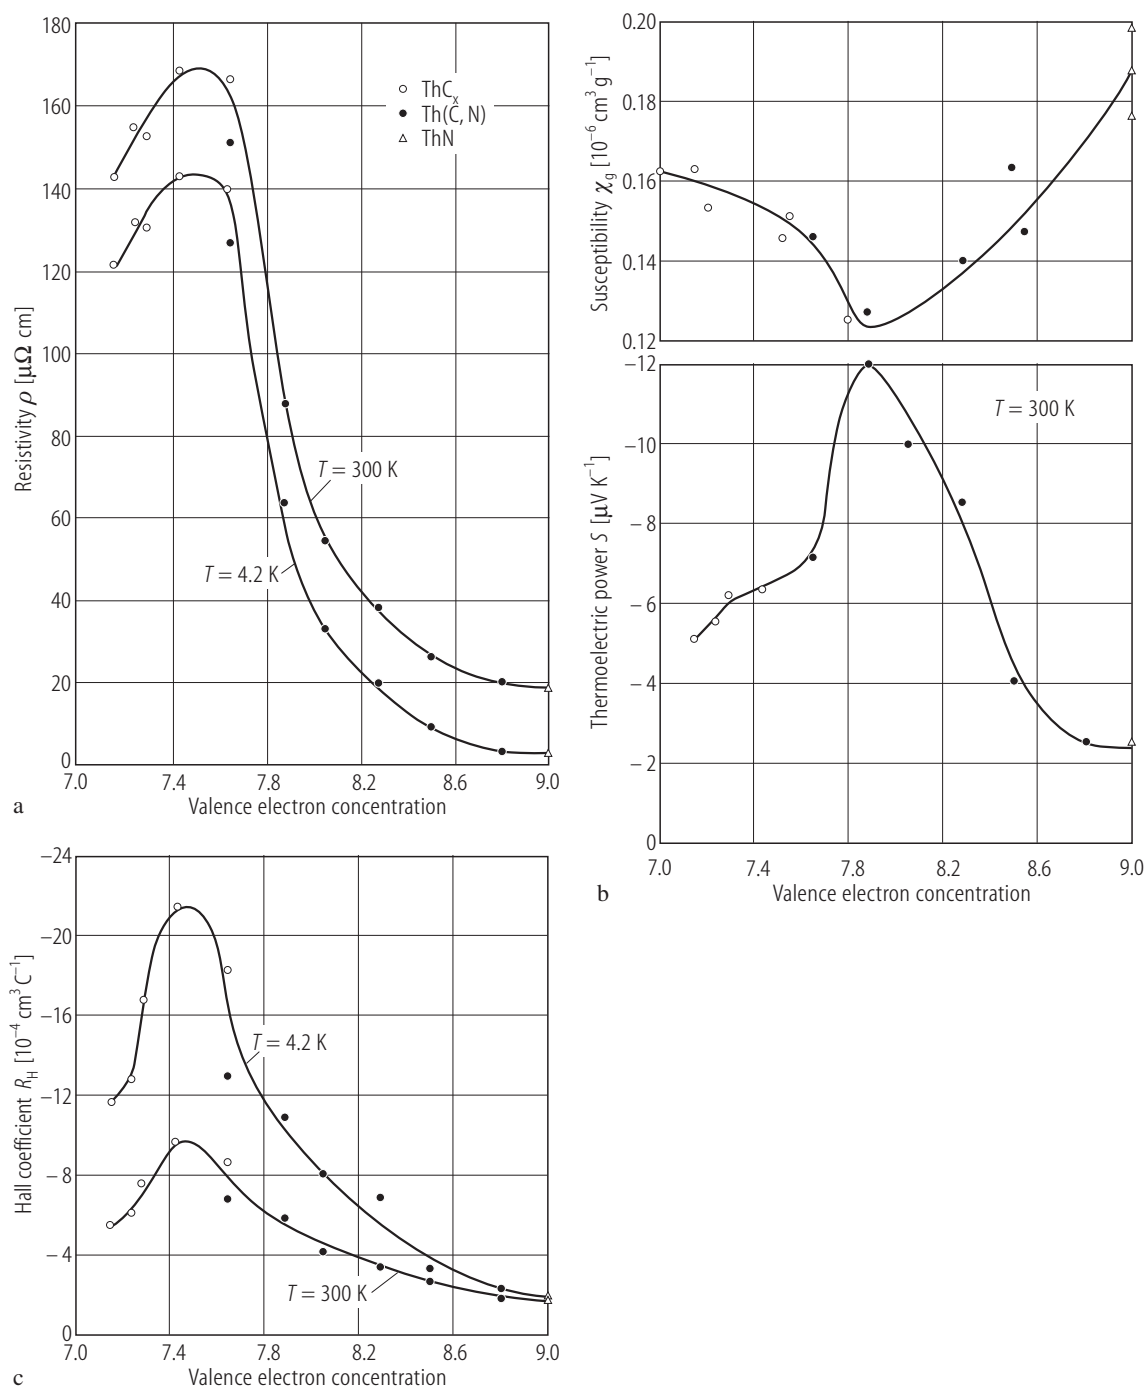 a
180
160
140
120
100
80
60
40
20
0
Resistivity ρ [μΩ cm]
ThCₓ
Th(C, N)
ThN
T = 300 K
T = 4.2 K
7.0 7.4 7.8 8.2 8.6 9.0
Valence electron concentration
0.20
0.18
0.16
0.14
0.12
Susceptibility χg [10⁻⁶ cm³ g⁻¹]
−12
−10
−8
−6
−4
−2
0
Thermoelectric power S [μV K⁻¹]
T = 300 K
7.0 7.4 7.8 8.2 8.6 9.0
b Valence electron concentration
−24
−20
−16
−12
−8
−4
0
Hall coefficient R_H [10⁻⁴ cm³ C⁻¹]
T = 4.2 K
T = 300 K
7.0 7.4 7.8 8.2 8.6 9.0
c Valence electron concentration